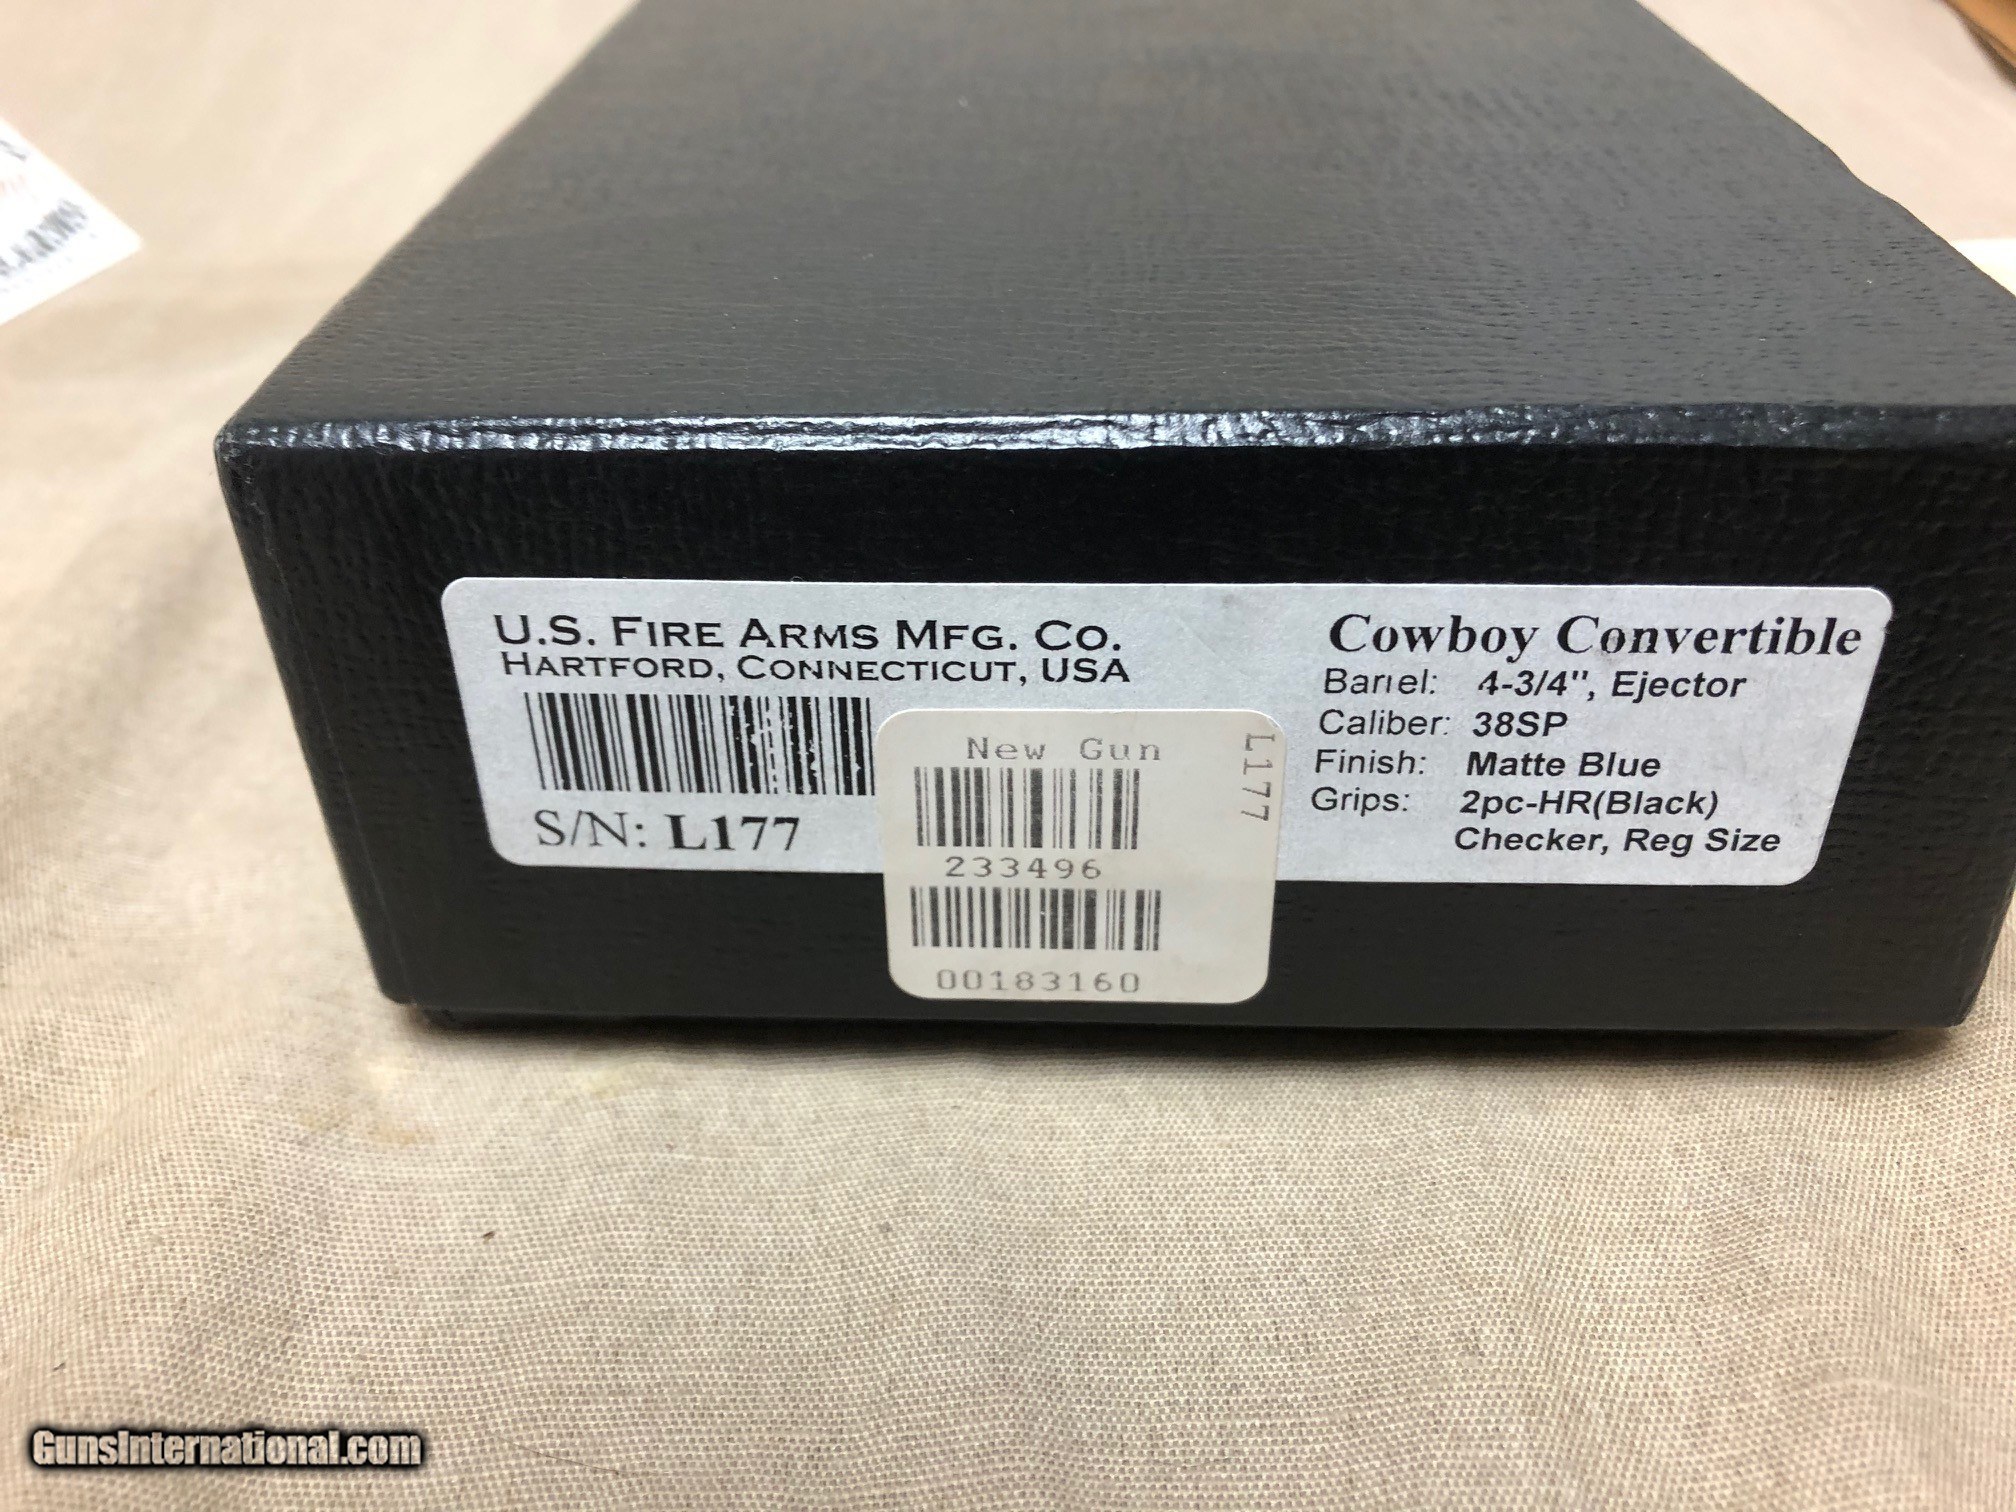 U.S. FIRE ARMS MFG. CO.
HARTFORD, CONNECTICUT, USA
S/N: L177
New Gun
L177
233496
00183160
Cowboy Convertible
Barrel: 4-3/4", Ejector
Caliber: 38SP
Finish: Matte Blue
Grips: 2pc-HR(Black)
Checker, Reg Size
GunsInternational.com